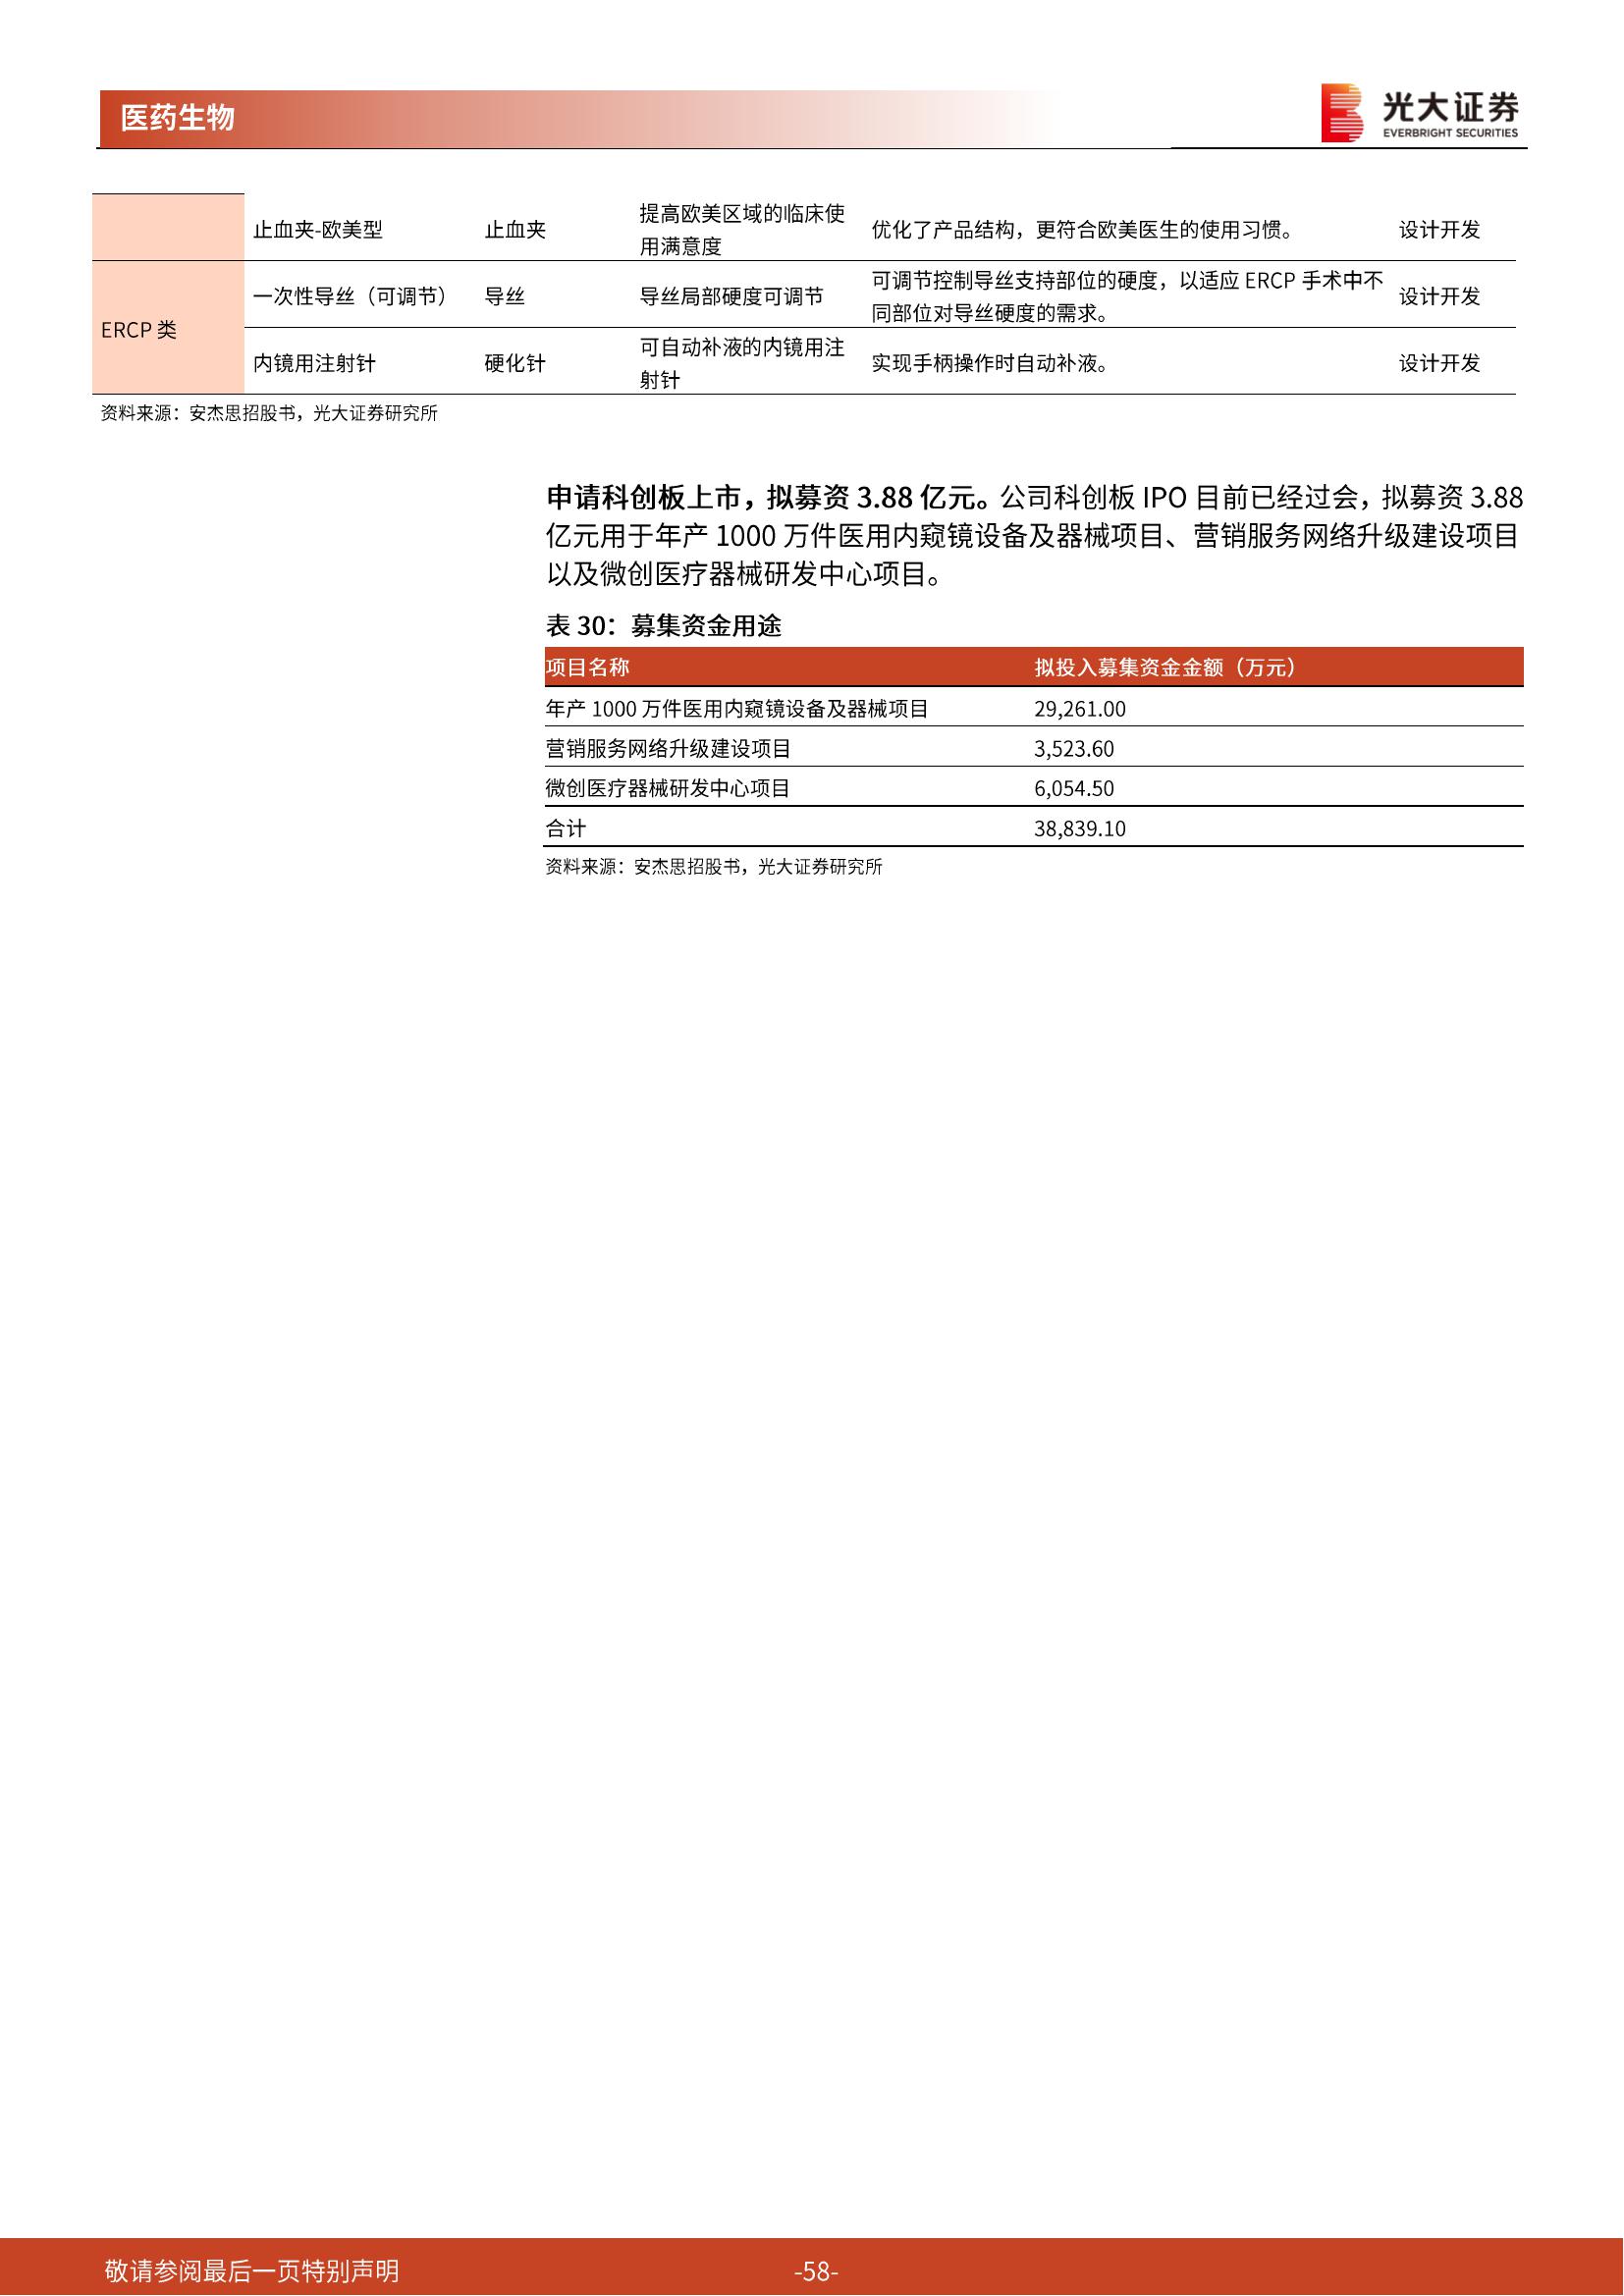 医药生物
光大证券
EVERBRIGHT SECURITIES
止血夹-欧美型 止血夹 提高欧美区域的临床使用满意度 优化了产品结构，更符合欧美医生的使用习惯。 设计开发
ERCP 类
一次性导丝（可调节） 导丝 导丝局部硬度可调节 可调节控制导丝支持部位的硬度，以适应 ERCP 手术中不同部位对导丝硬度的需求。 设计开发
内镜用注射针 硬化针 可自动补液的内镜用注射针 实现手柄操作时自动补液。 设计开发
资料来源：安杰思招股书，光大证券研究所
申请科创板上市，拟募资 3.88 亿元。公司科创板 IPO 目前已经过会，拟募资 3.88
亿元用于年产 1000 万件医用内窥镜设备及器械项目、营销服务网络升级建设项目
以及微创医疗器械研发中心项目。
表 30：募集资金用途
项目名称 拟投入募集资金金额（万元）
年产 1000 万件医用内窥镜设备及器械项目 29,261.00
营销服务网络升级建设项目 3,523.60
微创医疗器械研发中心项目 6,054.50
合计 38,839.10
资料来源：安杰思招股书，光大证券研究所
敬请参阅最后一页特别声明 -58-